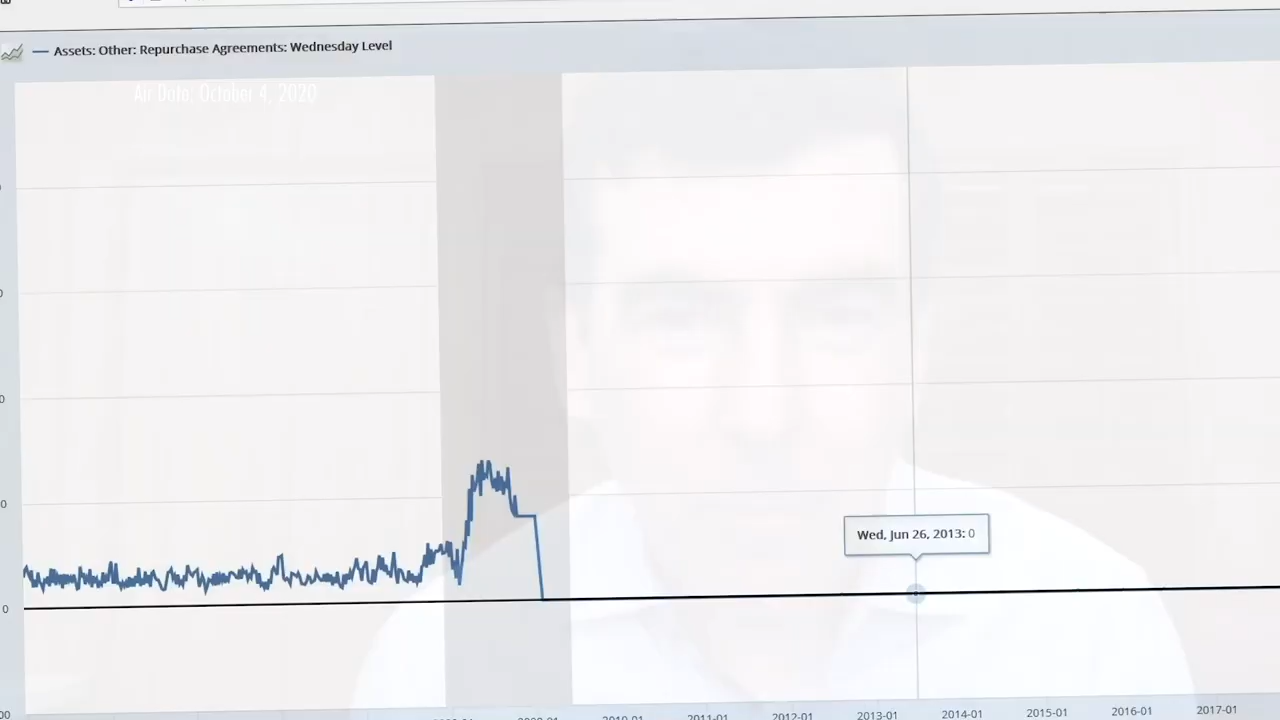 Assets: Other: Repurchase Agreements: Wednesday Level
Air Date: October 4, 2020
Wed, Jun 26, 2013: 0
0
2010-01 2011-01 2012-01 2013-01 2014-01 2015-01 2016-01 2017-01